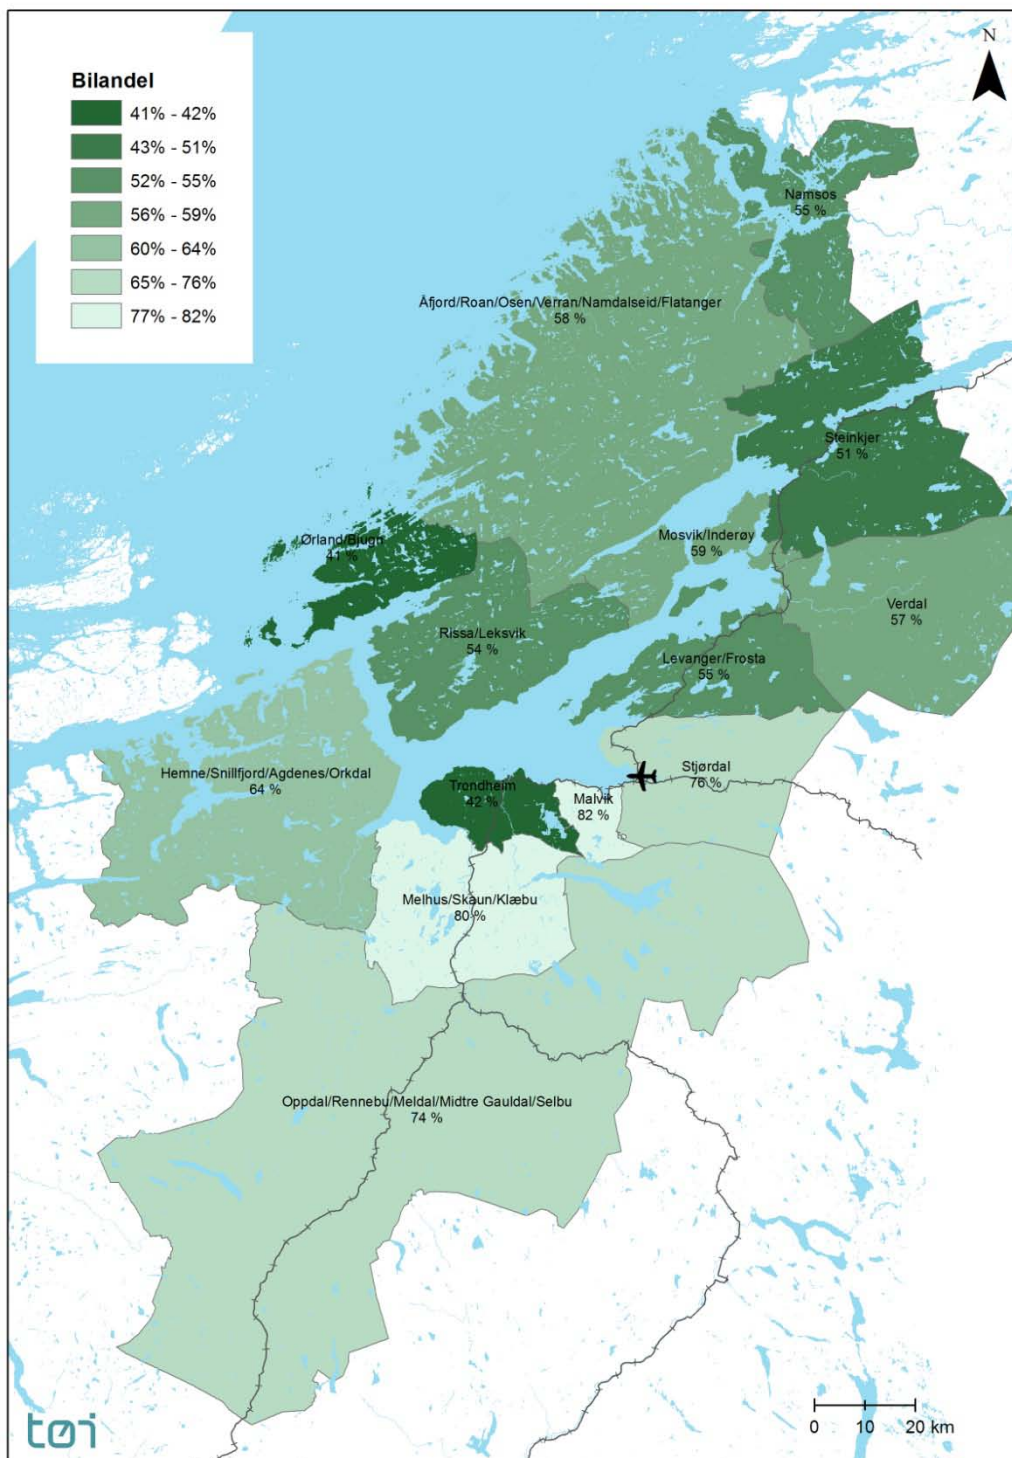 N
Bilandel
41% - 42%
43% - 51%
52% - 55%
56% - 59%
60% - 64%
65% - 76%
77% - 82%
Namsos
55 %
Åfjord/Roan/Osen/Verran/Namdalseid/Flatanger
58 %
Steinkjer
51 %
Ørland/Bjugn
41 %
Mosvik/Inderøy
59 %
Verdal
57 %
Rissa/Leksvik
54 %
Levanger/Frosta
55 %
Hemne/Snillfjord/Agdenes/Orkdal
64 %
Trondheim
42 %
Malvik
82 %
Stjørdal
76 %
Melhus/Skaun/Klæbu
80 %
Oppdal/Rennebu/Meldal/Midtre Gauldal/Selbu
74 %
tøi
0 10 20 km